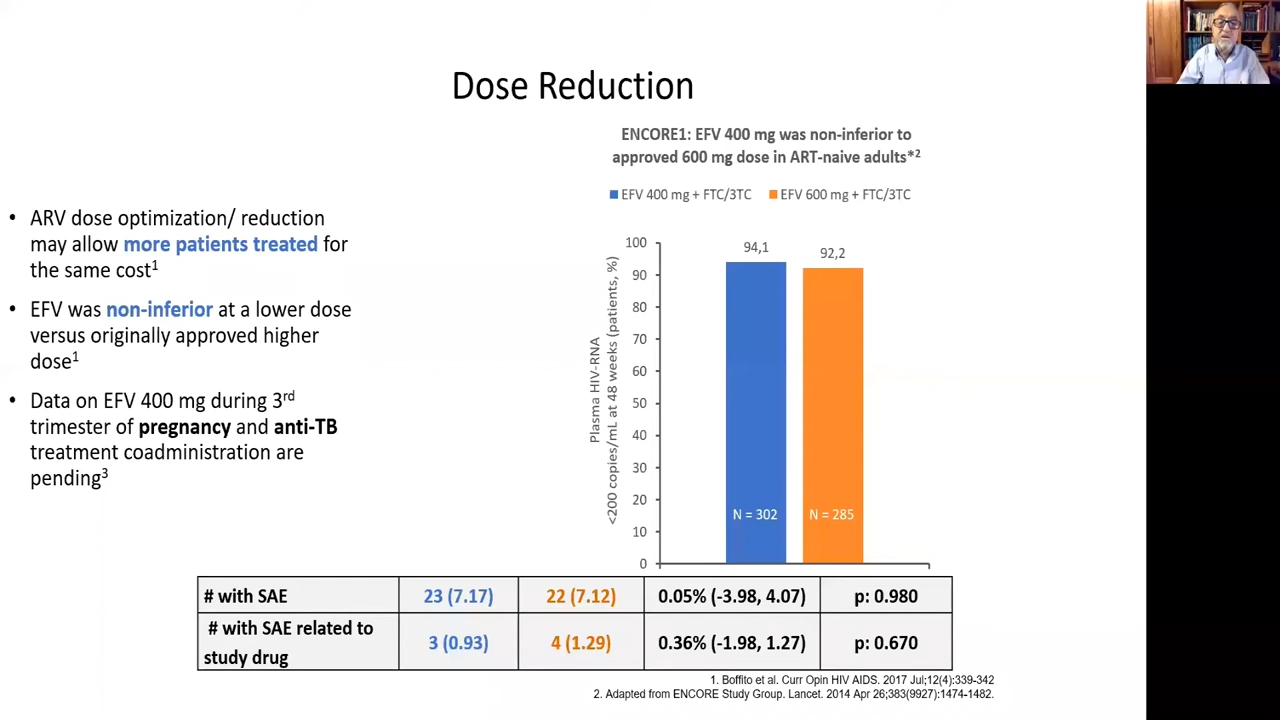 Dose Reduction
• ARV dose optimization/ reduction
may allow more patients treated for
the same cost1
• EFV was non-inferior at a lower dose
versus originally approved higher
dose1
• Data on EFV 400 mg during 3rd
trimester of pregnancy and anti-TB
treatment coadministration are
pending3
ENCORE1: EFV 400 mg was non-inferior to
approved 600 mg dose in ART-naive adults*2
EFV 400 mg + FTC/3TC EFV 600 mg + FTC/3TC
Plasma HIV-RNA
<200 copies/mL at 48 weeks (patients, %)
100
90
80
70
60
50
40
30
20
10
0
94,1
92,2
N = 302
N = 285
# with SAE 23 (7.17) 22 (7.12) 0.05% (-3.98, 4.07) p: 0.980
# with SAE related to
study drug 3 (0.93) 4 (1.29) 0.36% (-1.98, 1.27) p: 0.670
1. Boffito et al. Curr Opin HIV AIDS. 2017 Jul;12(4):339-342
2. Adapted from ENCORE Study Group. Lancet. 2014 Apr 26;383(9927):1474-1482.